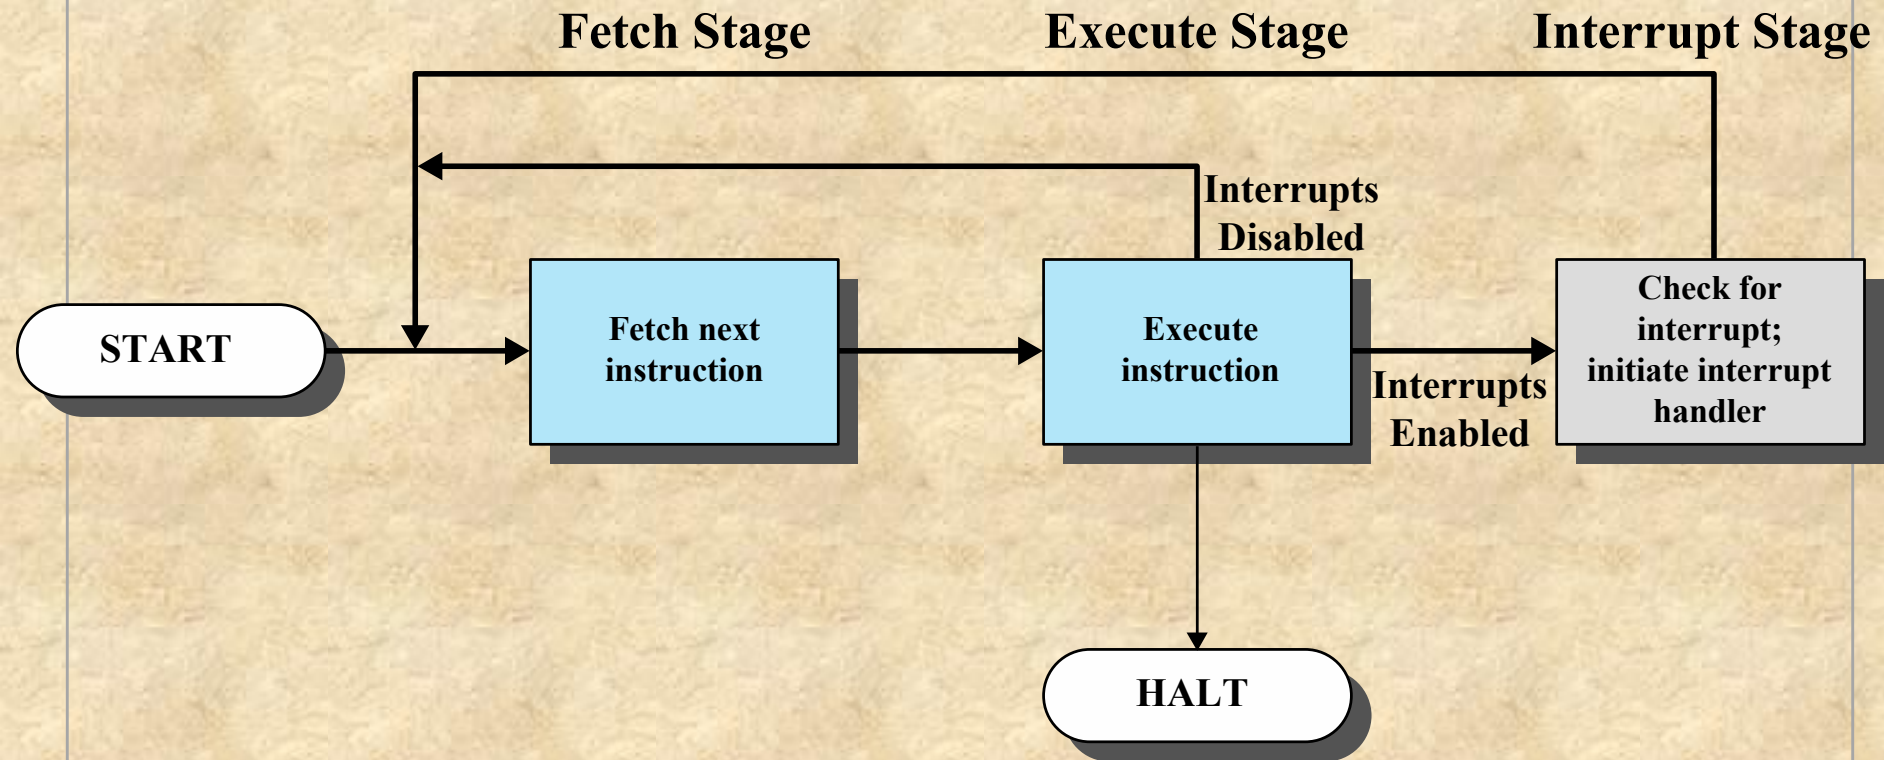 Fetch Stage
Execute Stage
Interrupt Stage
Interrupts
Disabled
START
Fetch next
instruction
Execute
instruction
Interrupts
Enabled
Check for
interrupt;
initiate interrupt
handler
HALT